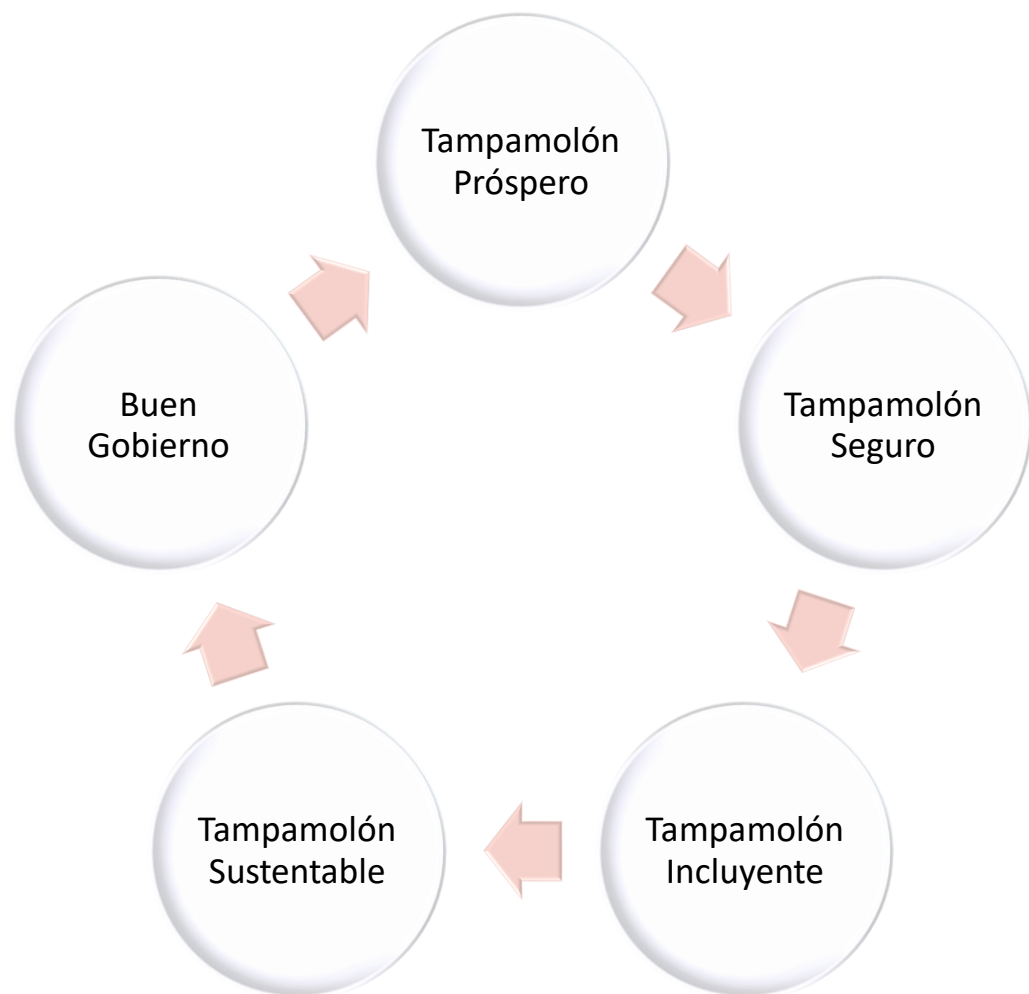 Tampamolón
Próspero
Tampamolón
Seguro
Tampamolón
Incluyente
Tampamolón
Sustentable
Buen
Gobierno